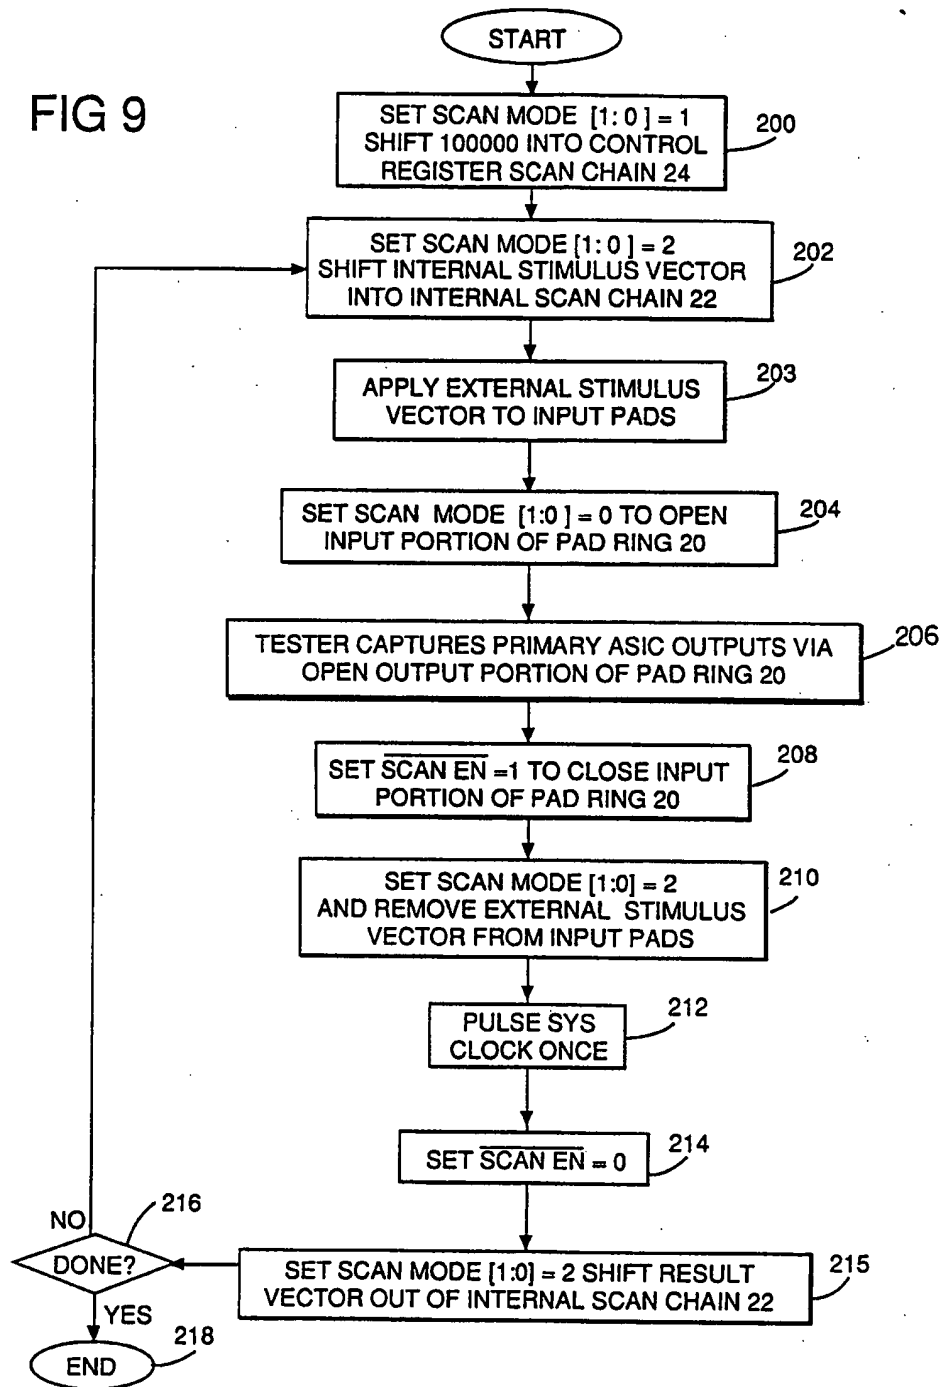 START
FIG 9
SET SCAN MODE [1: 0 ] = 1
SHIFT 100000 INTO CONTROL
REGISTER SCAN CHAIN 24
200
SET SCAN MODE [1: 0 ] = 2
SHIFT INTERNAL STIMULUS VECTOR
INTO INTERNAL SCAN CHAIN 22
202
APPLY EXTERNAL STIMULUS
VECTOR TO INPUT PADS
203
SET SCAN MODE [1:0 ] = 0 TO OPEN
INPUT PORTION OF PAD RING 20
204
TESTER CAPTURES PRIMARY ASIC OUTPUTS VIA
OPEN OUTPUT PORTION OF PAD RING 20
206
SET S̅C̅A̅N̅ ̅E̅N̅ =1 TO CLOSE INPUT
PORTION OF PAD RING 20
208
SET SCAN MODE [1:0] = 2
AND REMOVE EXTERNAL STIMULUS
VECTOR FROM INPUT PADS
210
PULSE SYS
CLOCK ONCE
212
SET S̅C̅A̅N̅ ̅E̅N̅ = 0
214
SET SCAN MODE [1:0] = 2 SHIFT RESULT
VECTOR OUT OF INTERNAL SCAN CHAIN 22
215
NO
216
DONE?
YES
END
218